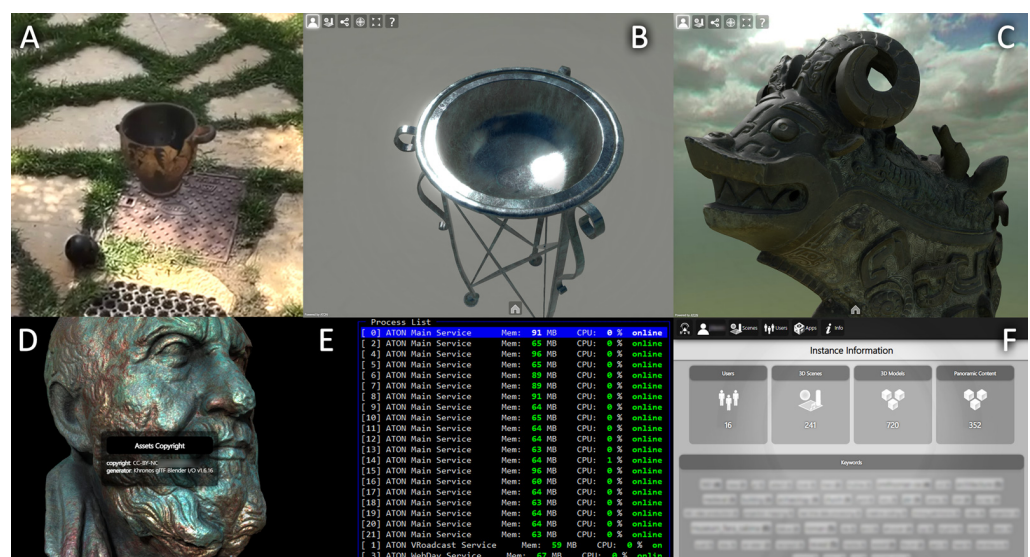 A
B
C
D
Assets Copyright
copyright: CC-BY-NC
generator: Khronos glTF Blender I/O v1.6.16
E
Process List
[ 0] ATON Main Service Mem: 91 MB CPU: 0 % online
[ 2] ATON Main Service Mem: 65 MB CPU: 0 % online
[ 4] ATON Main Service Mem: 96 MB CPU: 0 % online
[ 5] ATON Main Service Mem: 65 MB CPU: 0 % online
[ 6] ATON Main Service Mem: 89 MB CPU: 0 % online
[ 7] ATON Main Service Mem: 89 MB CPU: 0 % online
[ 8] ATON Main Service Mem: 91 MB CPU: 0 % online
[ 9] ATON Main Service Mem: 64 MB CPU: 0 % online
[10] ATON Main Service Mem: 65 MB CPU: 0 % online
[11] ATON Main Service Mem: 64 MB CPU: 0 % online
[12] ATON Main Service Mem: 64 MB CPU: 0 % online
[13] ATON Main Service Mem: 63 MB CPU: 0 % online
[14] ATON Main Service Mem: 64 MB CPU: 1 % online
[15] ATON Main Service Mem: 96 MB CPU: 0 % online
[16] ATON Main Service Mem: 60 MB CPU: 0 % online
[17] ATON Main Service Mem: 64 MB CPU: 0 % online
[18] ATON Main Service Mem: 63 MB CPU: 0 % online
[19] ATON Main Service Mem: 64 MB CPU: 0 % online
[20] ATON Main Service Mem: 64 MB CPU: 0 % online
[21] ATON Main Service Mem: 63 MB CPU: 0 % online
[ 1] ATON VRoadcast Service Mem: 59 MB CPU: 0 % on
[ 3] ATON WebDav Service Mem: 67 MB CPU: 0 % onlin
Scenes Users Apps Info
F
Instance Information
Users 3D Scenes 3D Models Panoramic Content
16 241 720 352
Keywords